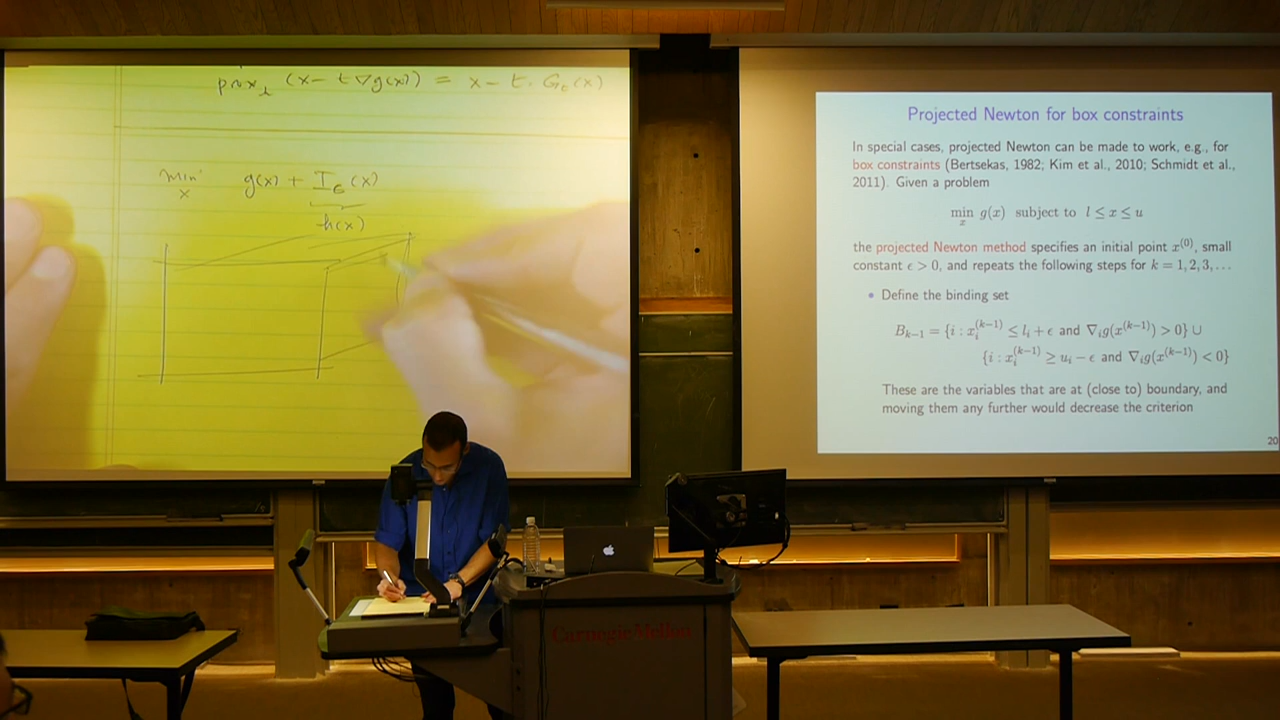 prox_t (x - t ∇g(x)) = x - t · G_t(x)
min g(x) + I_C(x)
x
h(x)
Projected Newton for box constraints
In special cases, projected Newton can be made to work, e.g., for
box constraints (Bertsekas, 1982; Kim et al., 2010; Schmidt et al.,
2011). Given a problem
min g(x) subject to l ≤ x ≤ u
x
the projected Newton method specifies an initial point x^(0), small
constant ϵ > 0, and repeats the following steps for k = 1, 2, 3, . . .
• Define the binding set
B_{k−1} = {i : x_i^(k−1) ≤ l_i + ϵ and ∇_i g(x^(k−1)) > 0} ∪
{i : x_i^(k−1) ≥ u_i − ϵ and ∇_i g(x^(k−1)) < 0}
These are the variables that are at (close to) boundary, and
moving them any further would decrease the criterion
20
Carnegie Mellon